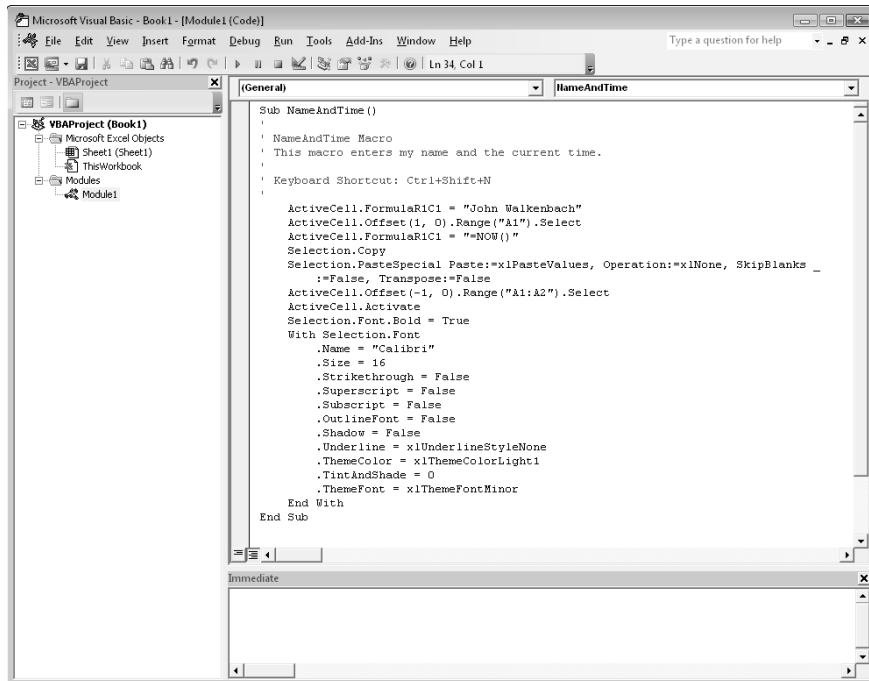 Microsoft Visual Basic - Book1 - [Module1 (Code)]
File Edit View Insert Format Debug Run Tools Add-Ins Window Help
Type a question for help
Ln 34, Col 1
Project - VBAProject
VBAProject (Book1)
Microsoft Excel Objects
Sheet1 (Sheet1)
ThisWorkbook
Modules
Module1
(General)
NameAndTime
Sub NameAndTime()
'
' NameAndTime Macro
' This macro enters my name and the current time.
'
' Keyboard Shortcut: Ctrl+Shift+N
'
ActiveCell.FormulaR1C1 = "John Walkenbach"
ActiveCell.Offset(1, 0).Range("A1").Select
ActiveCell.FormulaR1C1 = "=NOW()"
Selection.Copy
Selection.PasteSpecial Paste:=xlPasteValues, Operation:=xlNone, SkipBlanks _
:=False, Transpose:=False
ActiveCell.Offset(-1, 0).Range("A1:A2").Select
ActiveCell.Activate
Selection.Font.Bold = True
With Selection.Font
.Name = "Calibri"
.Size = 16
.Strikethrough = False
.Superscript = False
.Subscript = False
.OutlineFont = False
.Shadow = False
.Underline = xlUnderlineStyleNone
.ThemeColor = xlThemeColorLight1
.TintAndShade = 0
.ThemeFont = xlThemeFontMinor
End With
End Sub
Immediate